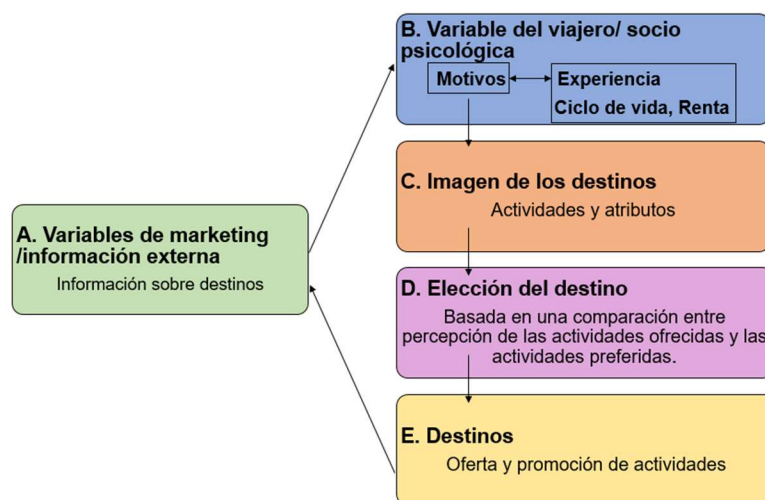 B. Variable del viajero/ socio
psicológica
Motivos
Experiencia
Ciclo de vida, Renta
C. Imagen de los destinos
Actividades y atributos
A. Variables de marketing
/información externa
Información sobre destinos
D. Elección del destino
Basada en una comparación entre
percepción de las actividades ofrecidas y las
actividades preferidas.
E. Destinos
Oferta y promoción de actividades